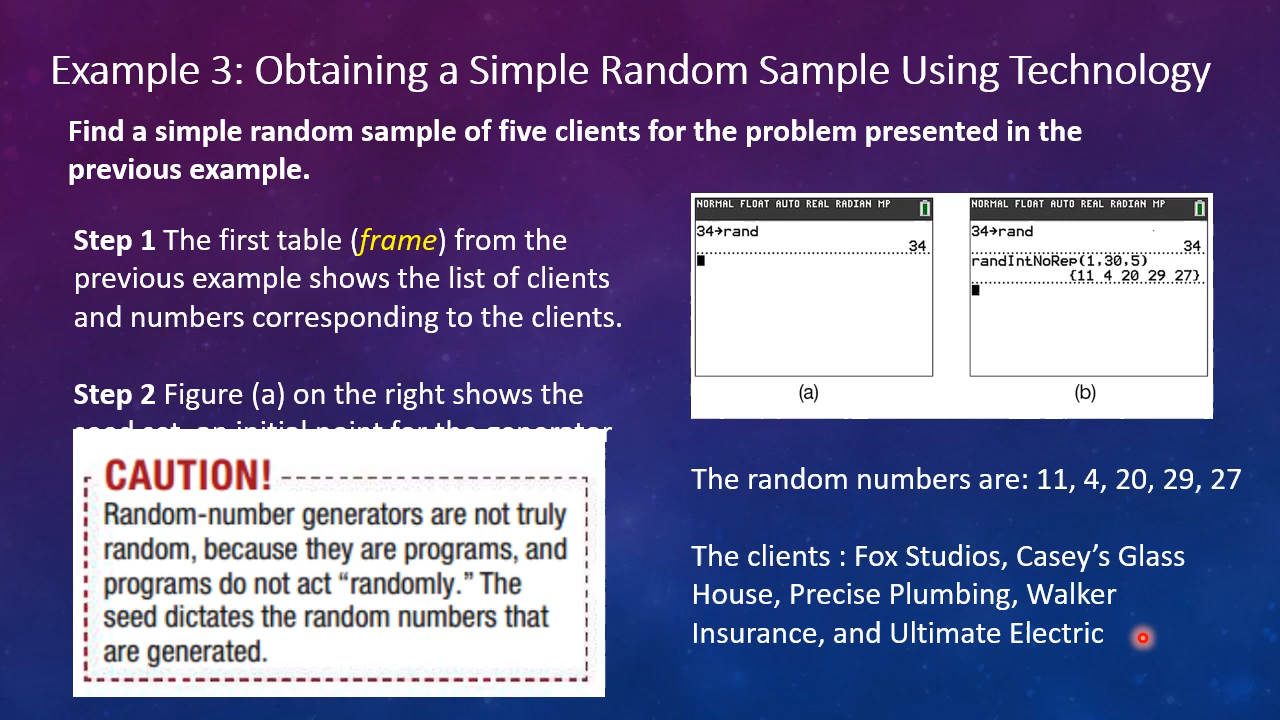 Example 3: Obtaining a Simple Random Sample Using Technology
Find a simple random sample of five clients for the problem presented in the
previous example.
Step 1 The first table (frame) from the
previous example shows the list of clients
and numbers corresponding to the clients.
Step 2 Figure (a) on the right shows the
seed set, an initial point for the generator
CAUTION!
Random-number generators are not truly
random, because they are programs, and
programs do not act “randomly.” The
seed dictates the random numbers that
are generated.
NORMAL FLOAT AUTO REAL RADIAN MP
34→rand
34
(a)
NORMAL FLOAT AUTO REAL RADIAN MP
34→rand
34
randIntNoRep(1,30,5)
{11 4 20 29 27}
(b)
The random numbers are: 11, 4, 20, 29, 27
The clients : Fox Studios, Casey’s Glass
House, Precise Plumbing, Walker
Insurance, and Ultimate Electric